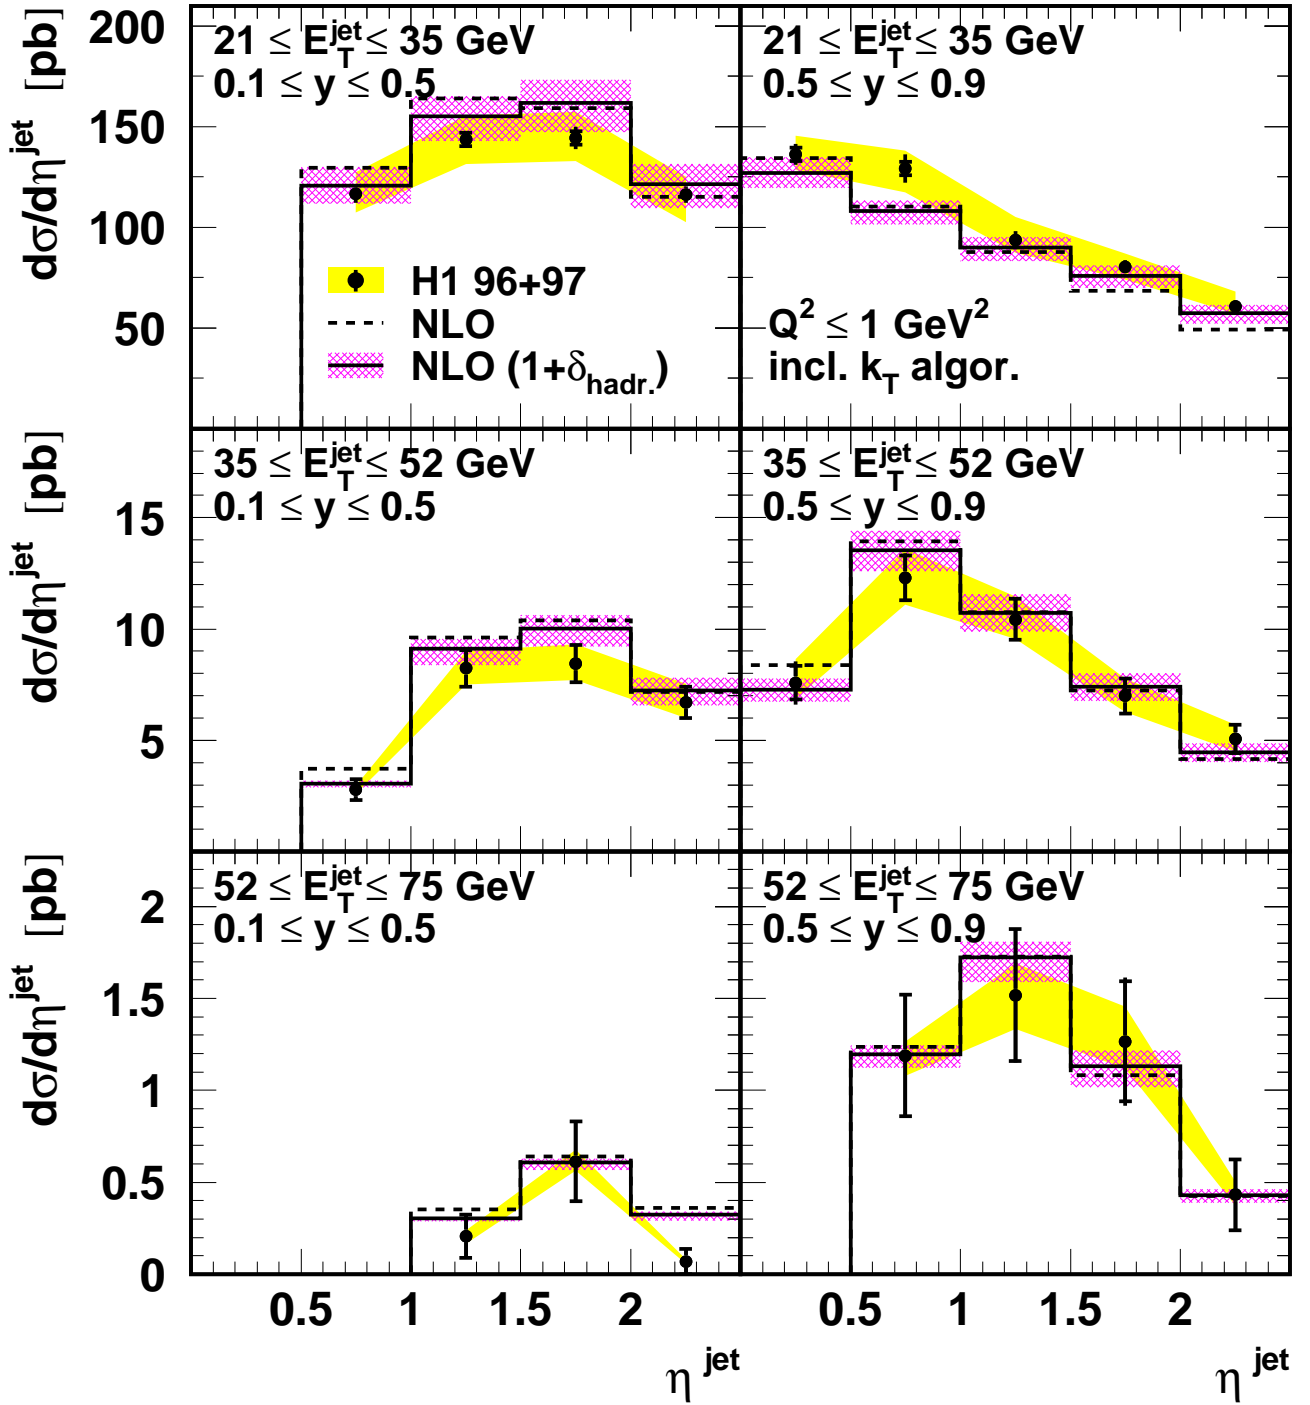 dσ/dη^jet [pb]
200
150
100
50
21 ≤ E_T^jet ≤ 35 GeV
0.1 ≤ y ≤ 0.5
H1 96+97
NLO
NLO (1+δ_hadr.)
21 ≤ E_T^jet ≤ 35 GeV
0.5 ≤ y ≤ 0.9
Q^2 ≤ 1 GeV^2
incl. k_T algor.
dσ/dη^jet [pb]
15
10
5
35 ≤ E_T^jet ≤ 52 GeV
0.1 ≤ y ≤ 0.5
35 ≤ E_T^jet ≤ 52 GeV
0.5 ≤ y ≤ 0.9
dσ/dη^jet [pb]
2
1.5
1
0.5
0
52 ≤ E_T^jet ≤ 75 GeV
0.1 ≤ y ≤ 0.5
52 ≤ E_T^jet ≤ 75 GeV
0.5 ≤ y ≤ 0.9
0.5 1 1.5 2
0.5 1 1.5 2
η^jet
η^jet